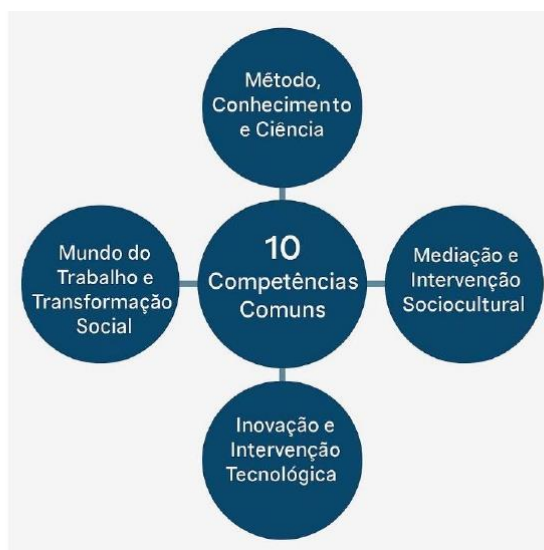 Método,
Conhecimento
e Ciência
Mundo do
Trabalho e
Transformação
Social
10
Competências
Comuns
Mediação e
Intervenção
Sociocultural
Inovação e
Intervenção
Tecnológica